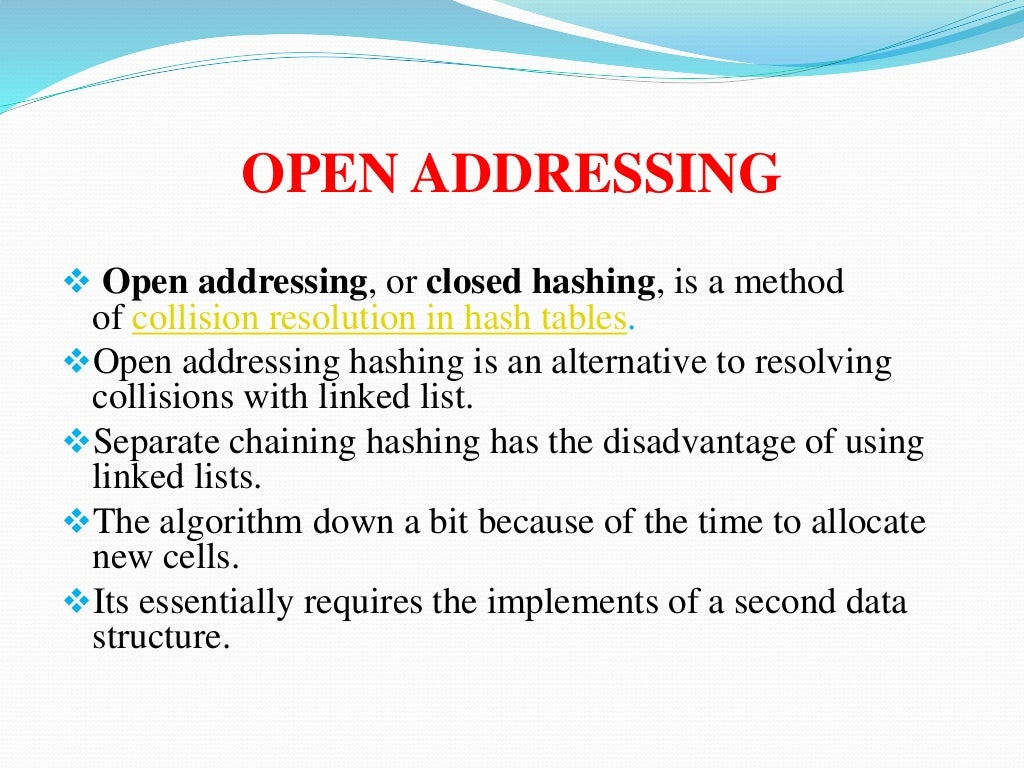 OPEN ADDRESSING
❖ Open addressing, or closed hashing, is a method
of collision resolution in hash tables.
❖Open addressing hashing is an alternative to resolving
collisions with linked list.
❖Separate chaining hashing has the disadvantage of using
linked lists.
❖The algorithm down a bit because of the time to allocate
new cells.
❖Its essentially requires the implements of a second data
structure.